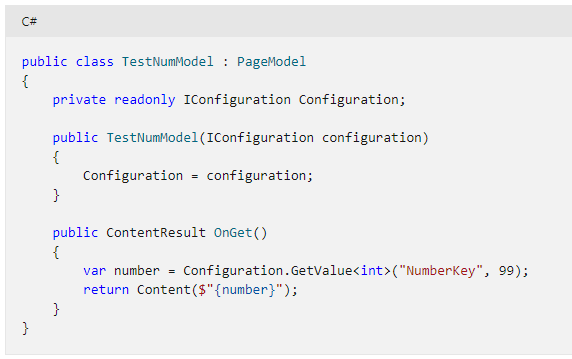 C#
public class TestNumModel : PageModel
{
    private readonly IConfiguration Configuration;

    public TestNumModel(IConfiguration configuration)
    {
        Configuration = configuration;
    }

    public ContentResult OnGet()
    {
        var number = Configuration.GetValue<int>("NumberKey", 99);
        return Content($"{number}");
    }
}